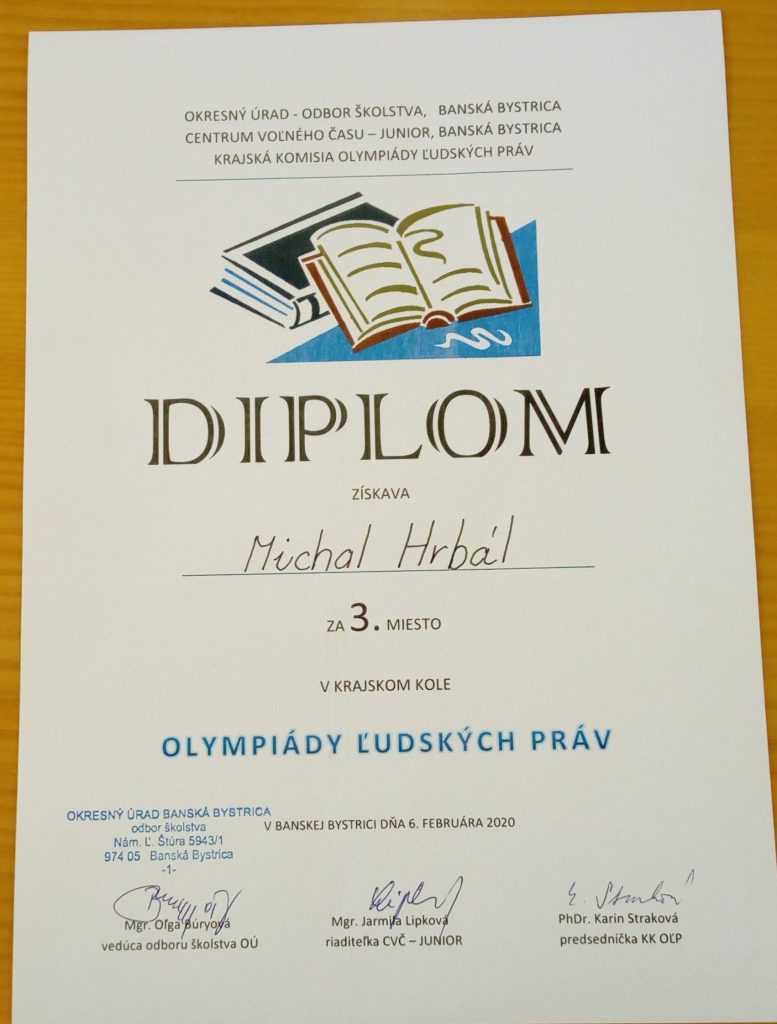 OKRESNÝ ÚRAD - ODBOR ŠKOLSTVA, BANSKÁ BYSTRICA
CENTRUM VOĽNÉHO ČASU – JUNIOR, BANSKÁ BYSTRICA
KRAJSKÁ KOMISIA OLYMPIÁDY ĽUDSKÝCH PRÁV
DIPLOM
ZÍSKAVA
Michal Hrbál
ZA 3. MIESTO
V KRAJSKOM KOLE
OLYMPIÁDY ĽUDSKÝCH PRÁV
OKRESNÝ ÚRAD BANSKÁ BYSTRICA
odbor školstva
Nám. Ľ. Štúra 5943/1
974 05 Banská Bystrica
-1-
V BANSKEJ BYSTRICI DŇA 6. FEBRUÁRA 2020
Mgr. Oľga Búryová
vedúca odboru školstva OÚ
Mgr. Jarmila Lipková
riaditeľka CVČ – JUNIOR
PhDr. Karin Straková
predsedníčka KK OĽP